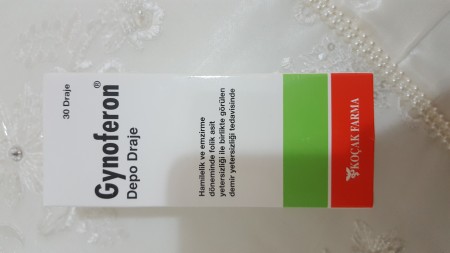 30 Draje
Gynoferon®
Depo Draje
Hamilelik ve emzirme
döneminde folik asit
yetersizliği ile birlikte görülen
demir yetersizliği tedavisinde
KOÇAK FARMA